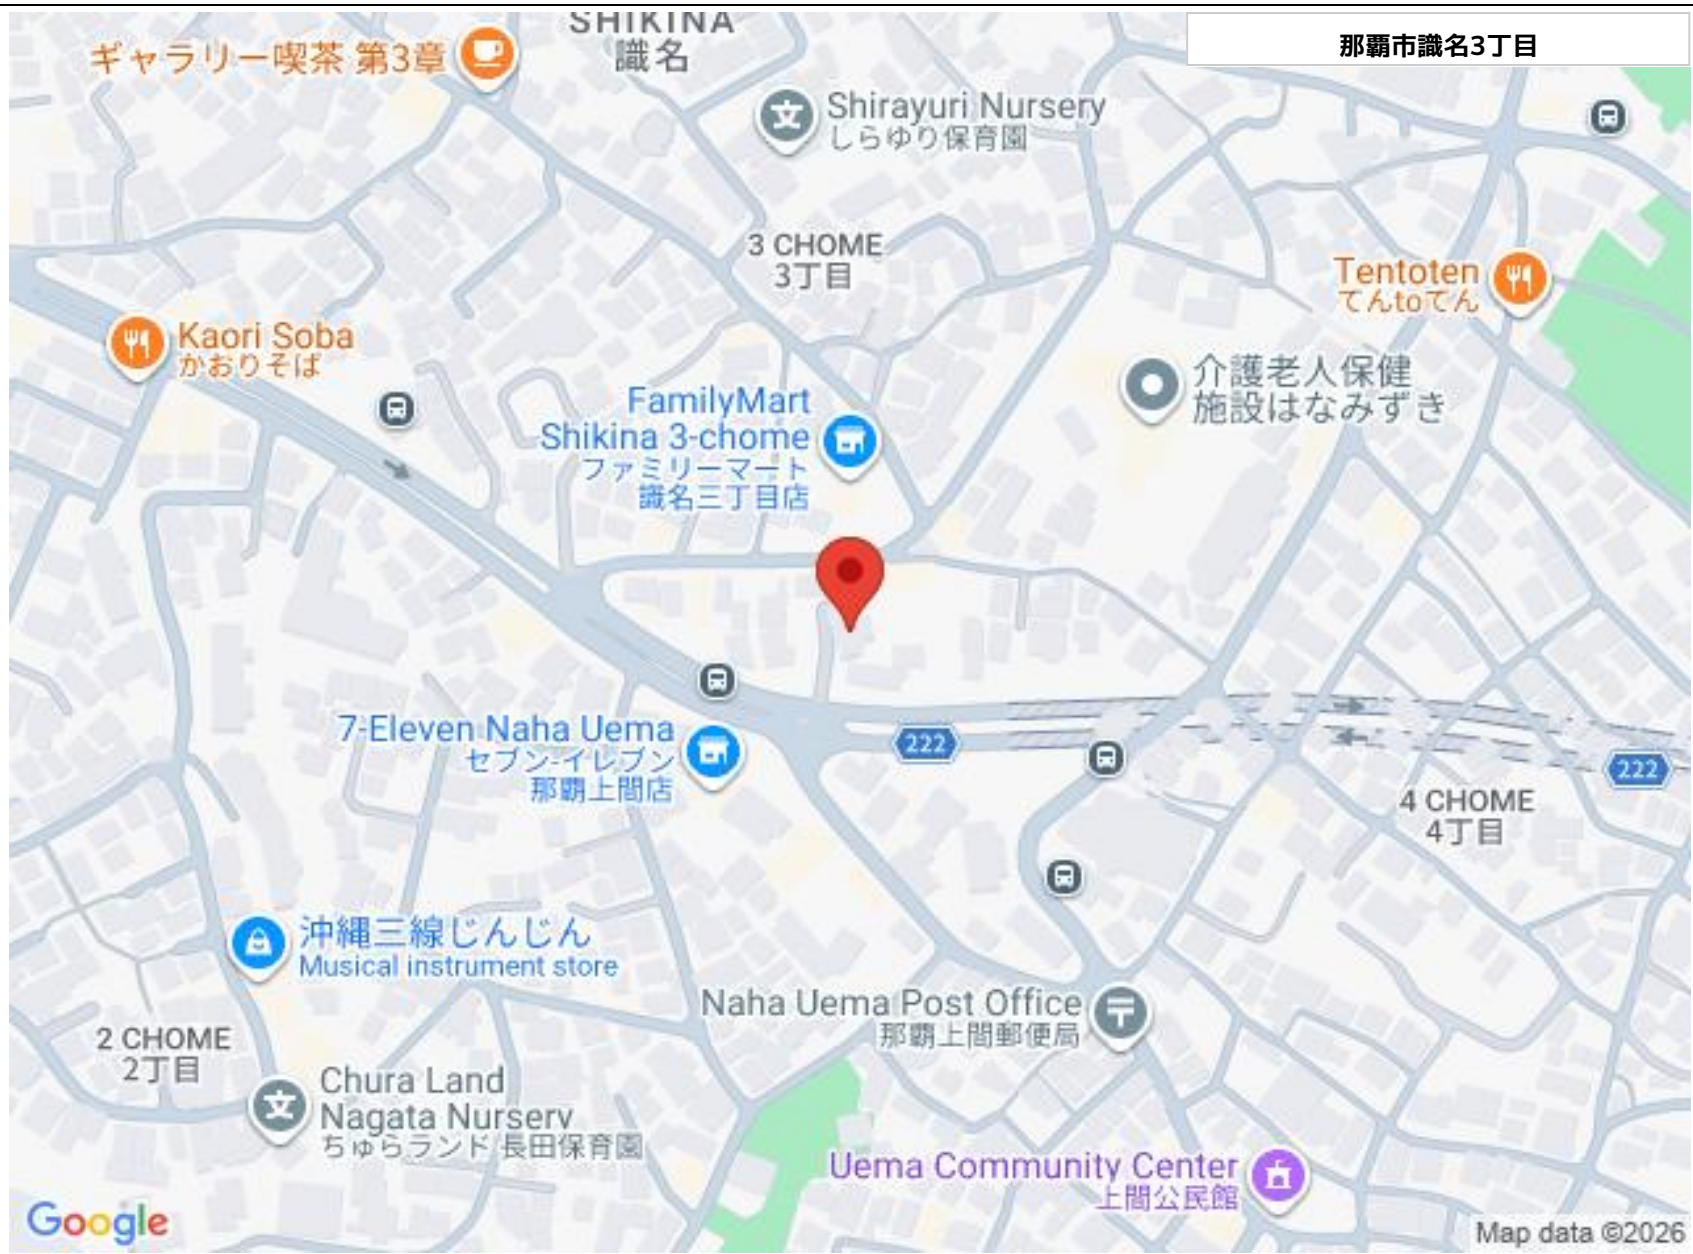 SHIKINA
識名
那覇市識名3丁目
ギャラリー喫茶 第3章
Shirayuri Nursery
しらゆり保育園
3 CHOME
3丁目
Tentoten
てんtoてん
Kaori Soba
かおりそば
介護老人保健
施設はなみずき
FamilyMart
Shikina 3-chome
ファミリーマート
識名三丁目店
7-Eleven Naha Uema
セブン-イレブン
那覇上間店
222
222
4 CHOME
4丁目
沖縄三線じんじん
Musical instrument store
Naha Uema Post Office
那覇上間郵便局
2 CHOME
2丁目
Chura Land
Nagata Nursery
ちゅらランド 長田保育園
Uema Community Center
上間公民館
Google
Map data ©2026